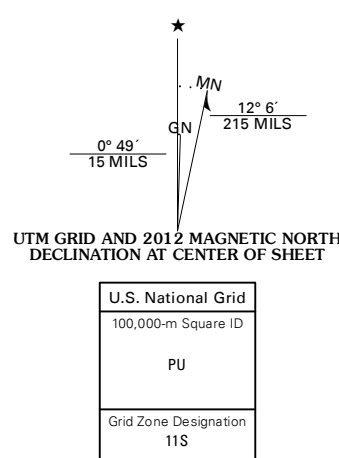 ★
MN
12° 6´
215 MILS
GN
0° 49´
15 MILS
UTM GRID AND 2012 MAGNETIC NORTH
DECLINATION AT CENTER OF SHEET
U.S. National Grid
100,000-m Square ID
PU
Grid Zone Designation
11S